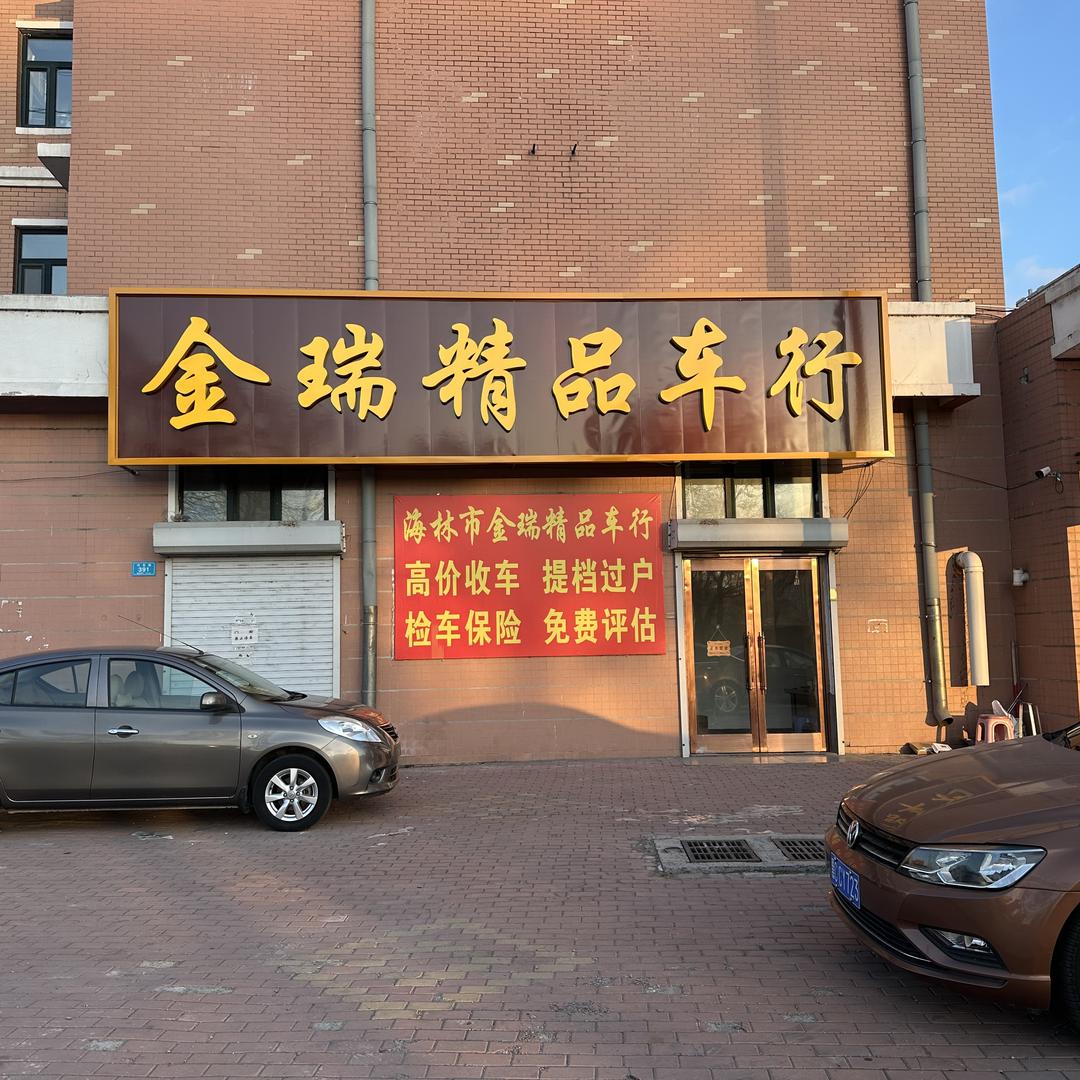 金瑞精品车行
海林市金瑞精品车行
高价收车 提档过户
检车保险 免费评估
391